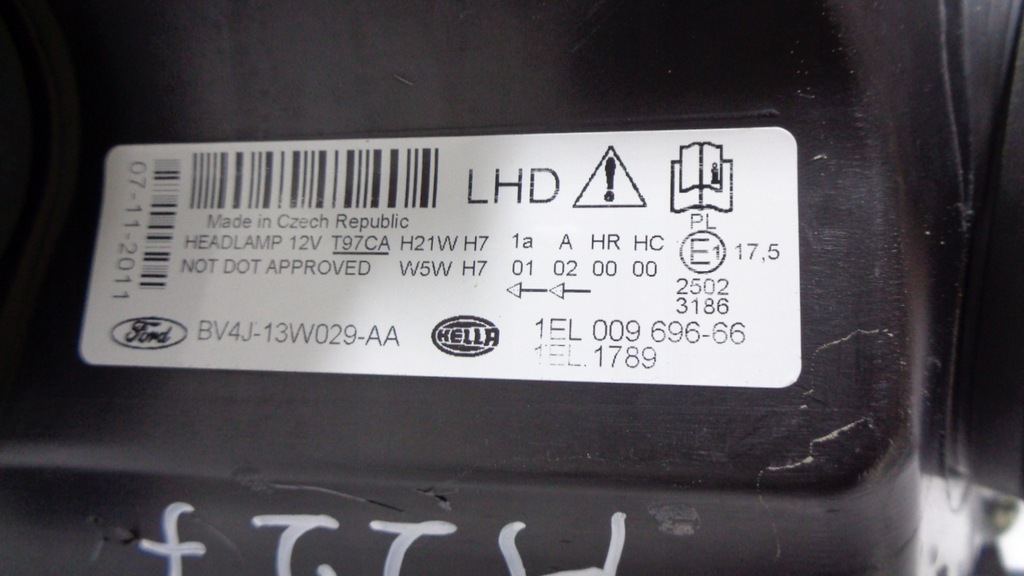 07-11-2011
LHD
Made in Czech Republic
PL
HEADLAMP 12V T97CA H21W H7 1a A HR HC E1 17,5
NOT DOT APPROVED W5W H7 01 02 00 00
2502
3186
Ford BV4J-13W029-AA HELLA 1EL 009 696-66
1EL.1789